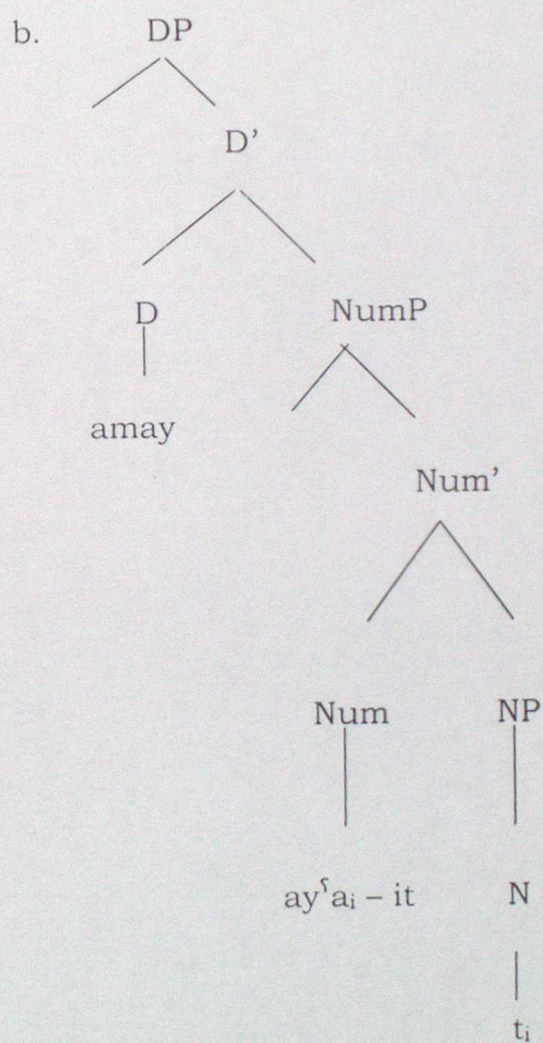 b. DP
D’
D NumP
amay
Num’
Num NP
ayˤaᵢ – it N
tᵢ